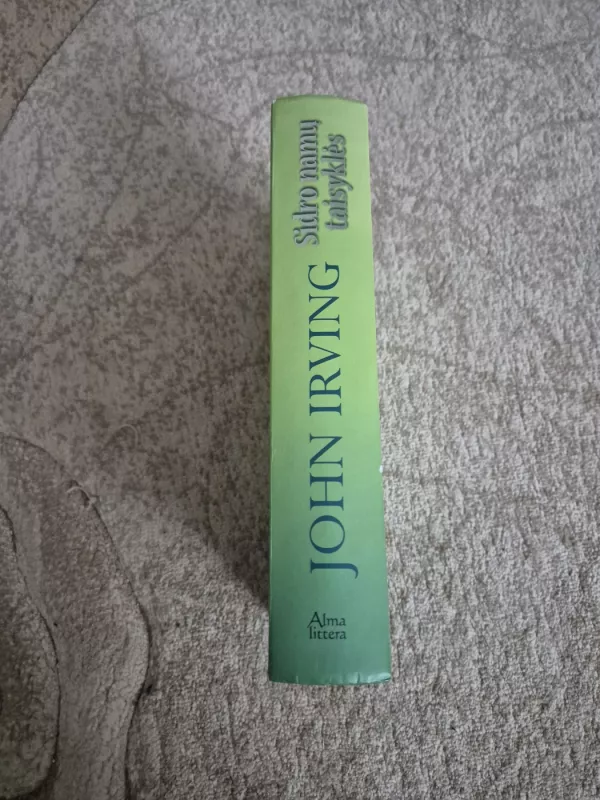 Sidro namų
taisyklės
JOHN IRVING
Alma
littera